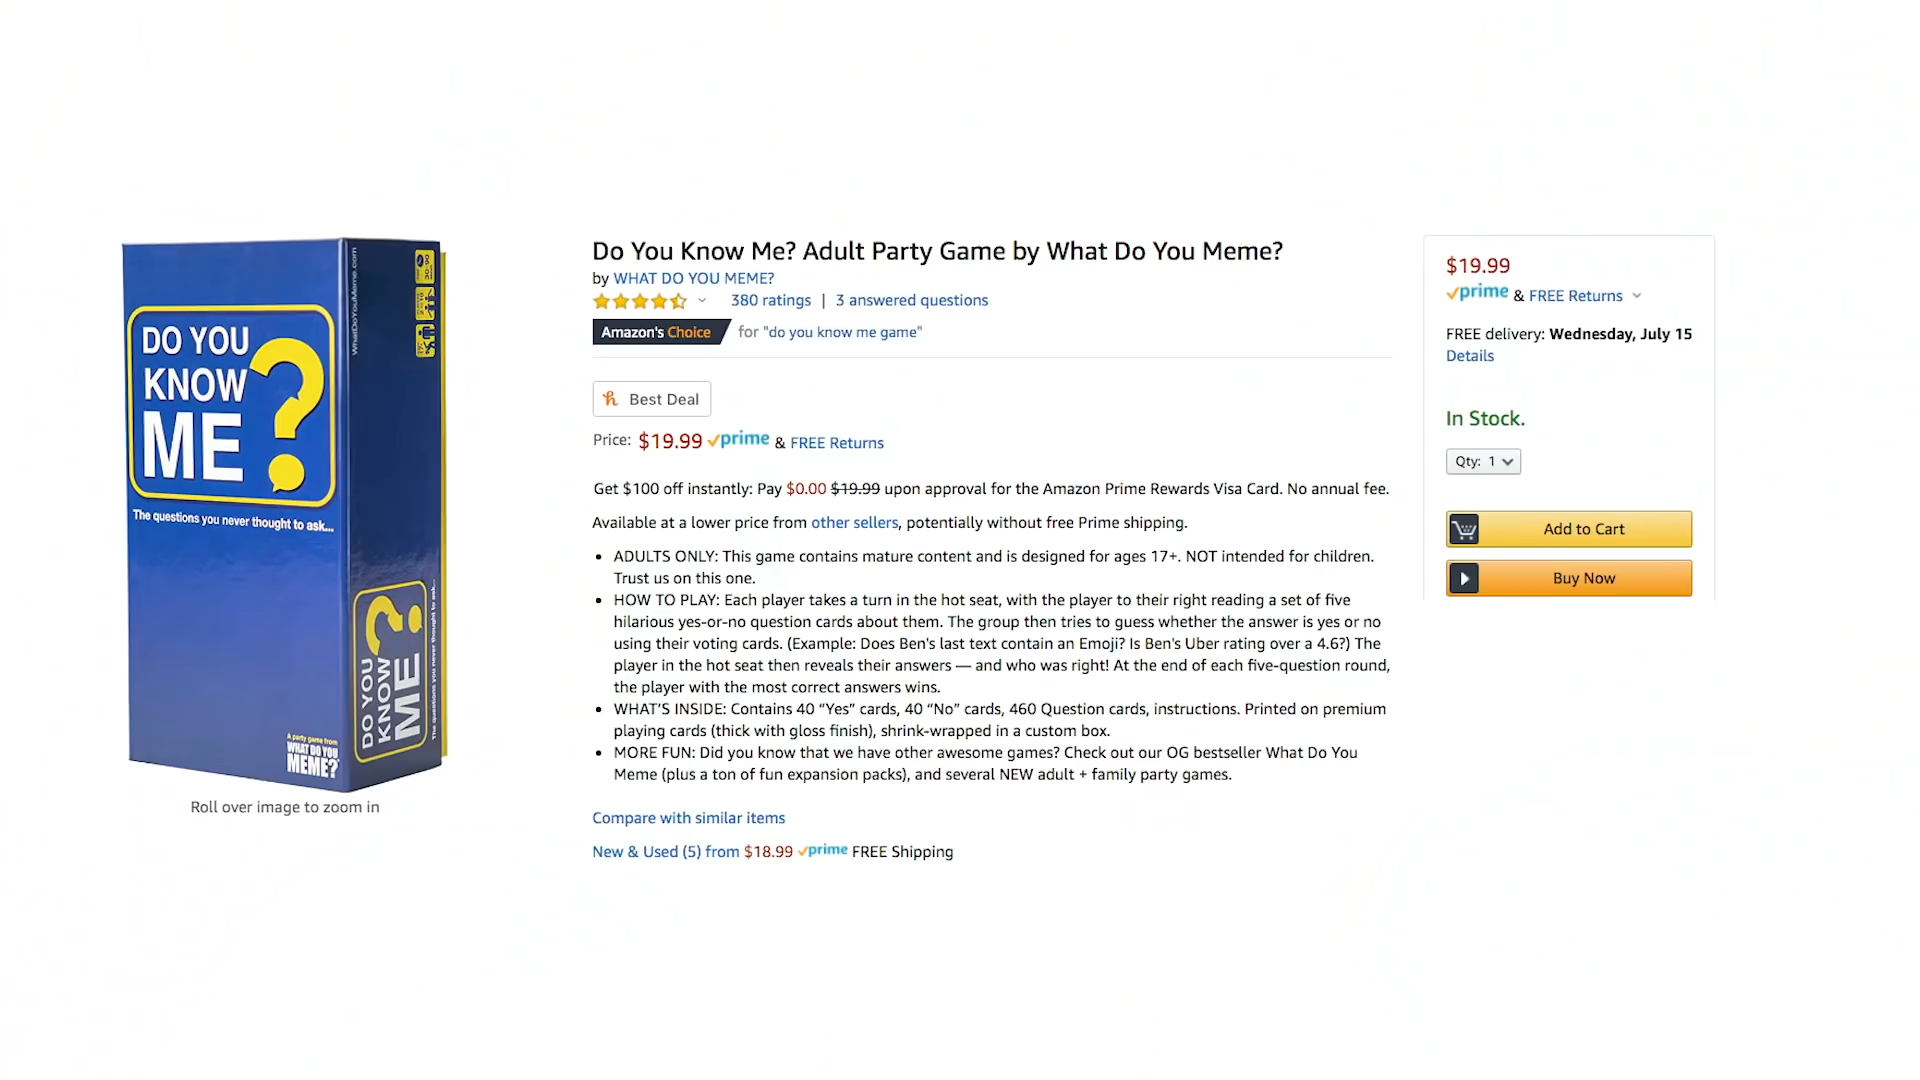 DO YOU
KNOW
ME
?
The questions you never thought to ask...
A party game from
WHAT DO YOU
MEME?
WhatDoYouMeme.com
DO YOU
KNOW
ME
?
The questions you never thought to ask...
Roll over image to zoom in
Do You Know Me? Adult Party Game by What Do You Meme?
by WHAT DO YOU MEME?
380 ratings | 3 answered questions
Amazon's Choice for "do you know me game"
Best Deal
Price: $19.99 prime & FREE Returns
Get $100 off instantly: Pay $0.00 $19.99 upon approval for the Amazon Prime Rewards Visa Card. No annual fee.
Available at a lower price from other sellers, potentially without free Prime shipping.
• ADULTS ONLY: This game contains mature content and is designed for ages 17+. NOT intended for children.
Trust us on this one.
• HOW TO PLAY: Each player takes a turn in the hot seat, with the player to their right reading a set of five
hilarious yes-or-no question cards about them. The group then tries to guess whether the answer is yes or no
using their voting cards. (Example: Does Ben's last text contain an Emoji? Is Ben's Uber rating over a 4.6?) The
player in the hot seat then reveals their answers — and who was right! At the end of each five-question round,
the player with the most correct answers wins.
• WHAT'S INSIDE: Contains 40 “Yes” cards, 40 “No” cards, 460 Question cards, instructions. Printed on premium
playing cards (thick with gloss finish), shrink-wrapped in a custom box.
• MORE FUN: Did you know that we have other awesome games? Check out our OG bestseller What Do You
Meme (plus a ton of fun expansion packs), and several NEW adult + family party games.
Compare with similar items
New & Used (5) from $18.99 prime FREE Shipping
$19.99
prime & FREE Returns
FREE delivery: Wednesday, July 15
Details
In Stock.
Qty: 1
Add to Cart
Buy Now